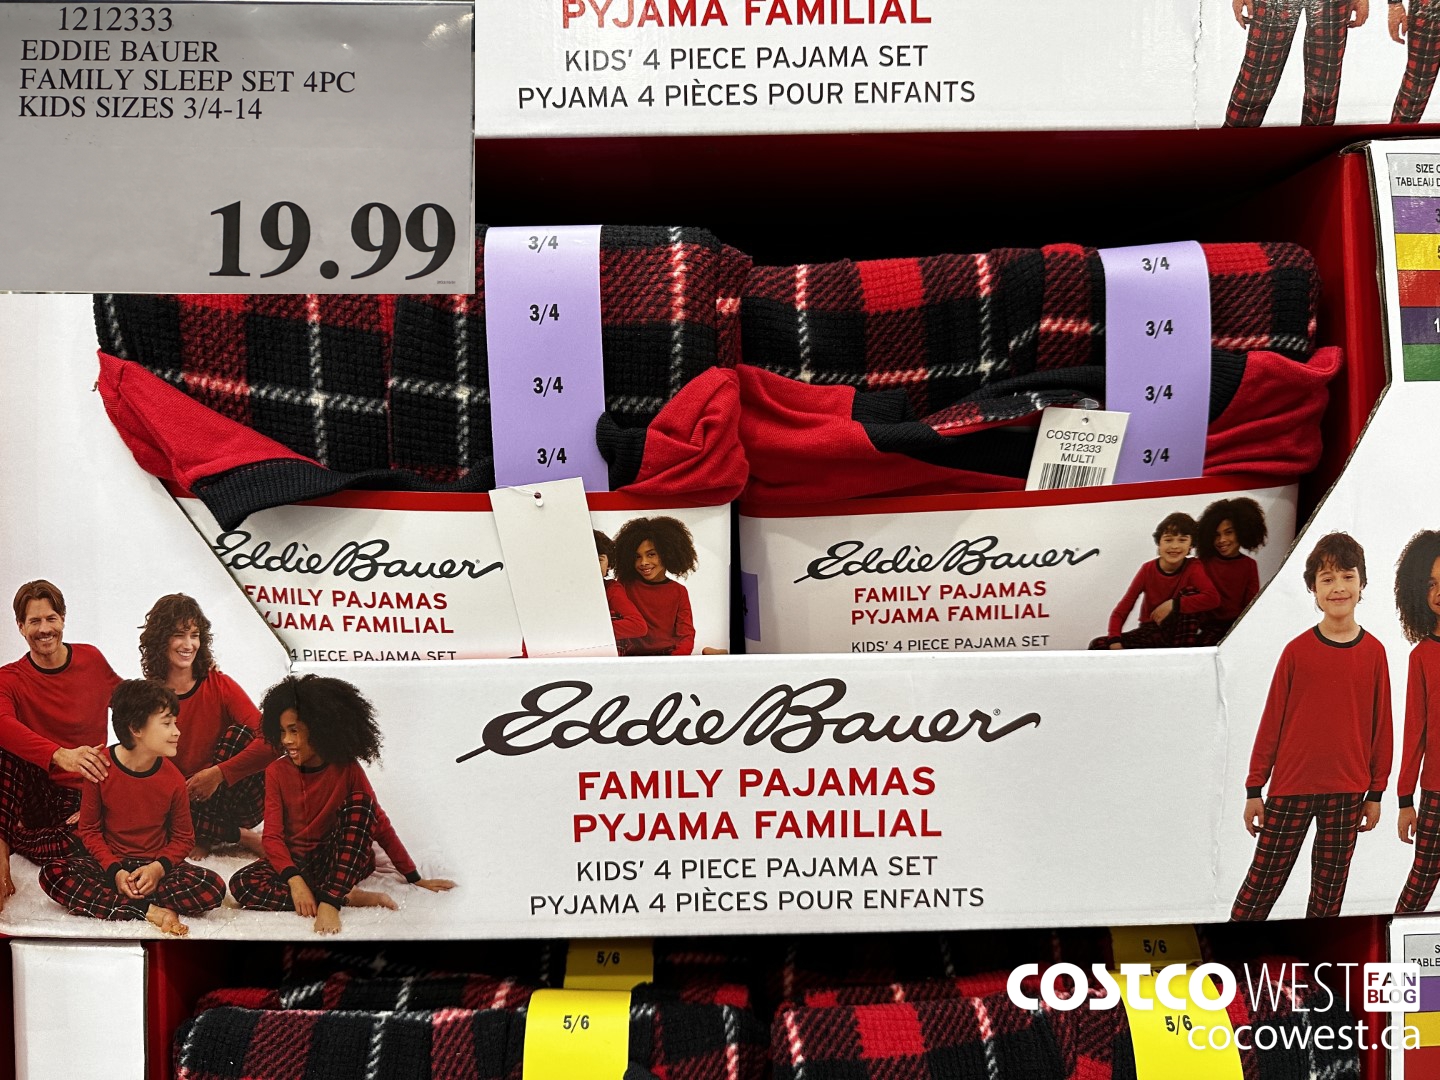 1212333
EDDIE BAUER
FAMILY SLEEP SET 4PC
KIDS SIZES 3/4-14
19.99
PYJAMA FAMILIAL
KIDS' 4 PIECE PAJAMA SET
PYJAMA 4 PIÈCES POUR ENFANTS
3/4
3/4
3/4
3/4
3/4
3/4
3/4
3/4
COSTCO D39
1212333
MULTI
Eddie Bauer
FAMILY PAJAMAS
PYJAMA FAMILIAL
4 PIECE PAJAMA SET
Eddie Bauer
FAMILY PAJAMAS
PYJAMA FAMILIAL
KIDS' 4 PIECE PAJAMA SET
SIZE
TABLEAU
Eddie Bauer®
FAMILY PAJAMAS
PYJAMA FAMILIAL
KIDS' 4 PIECE PAJAMA SET
PYJAMA 4 PIÈCES POUR ENFANTS
5/6
5/6
5/6
5/6
COSTCO WEST FAN BLOG
cocowest.ca